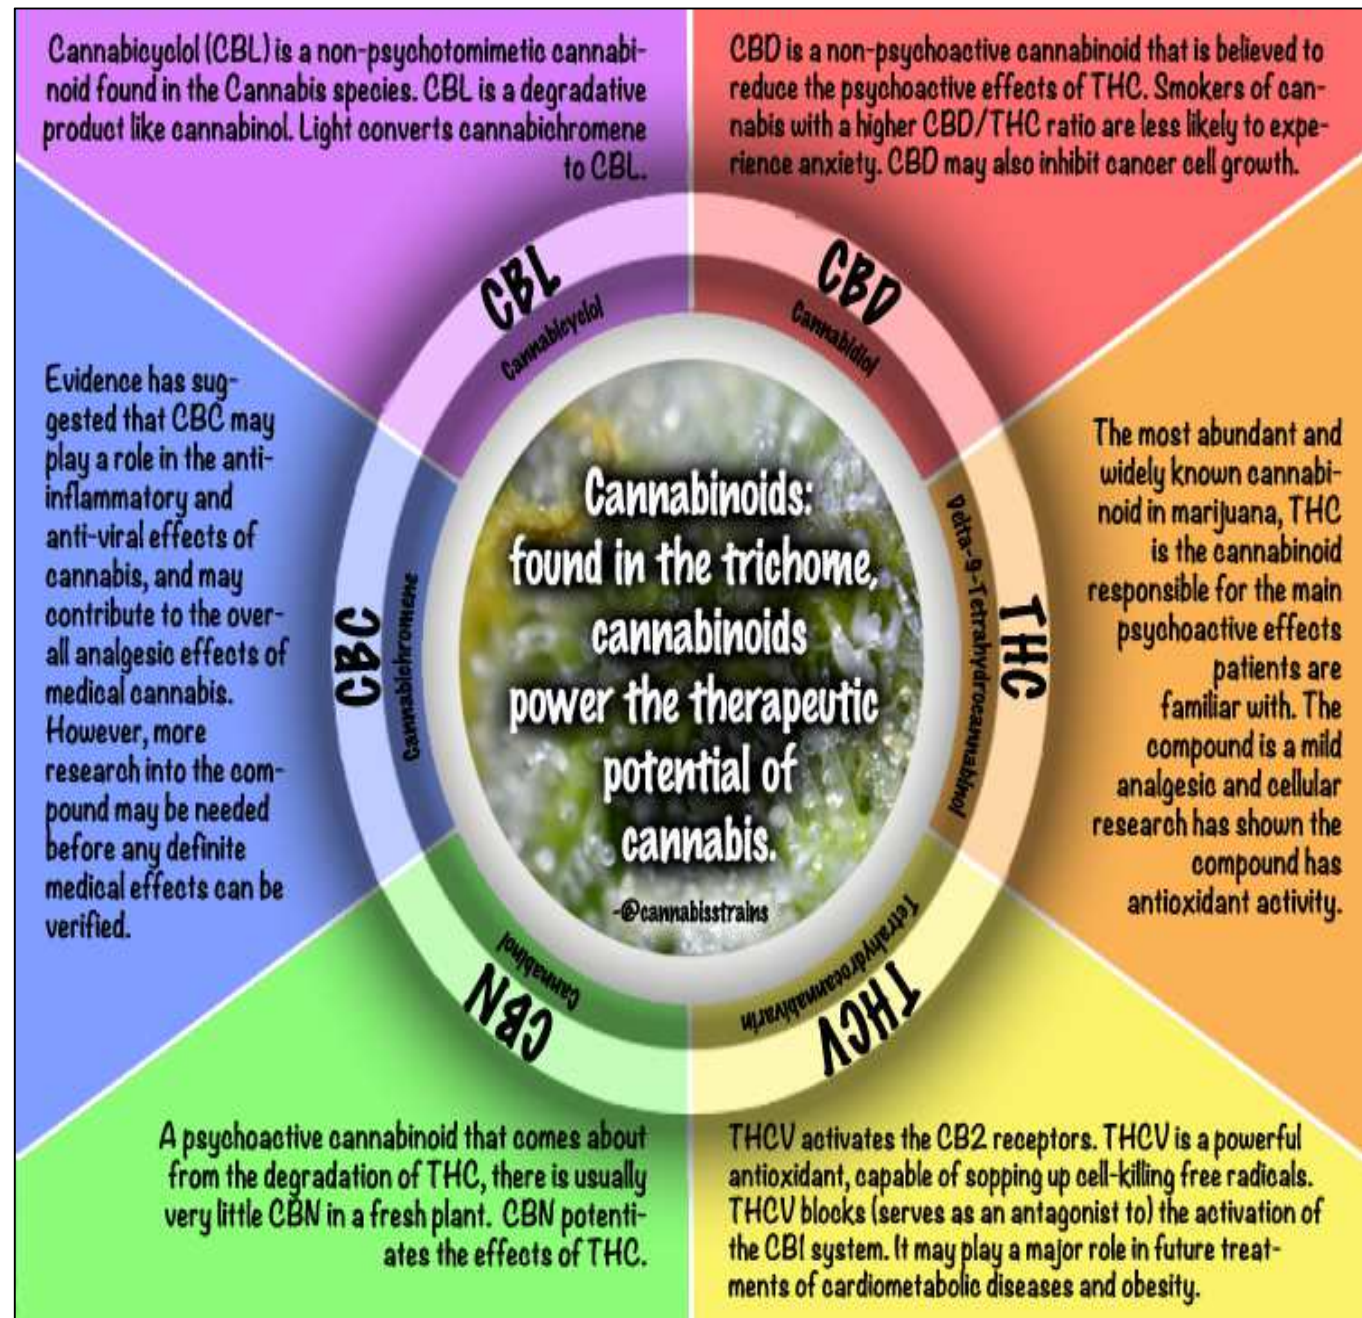 Cannabicyclol (CBL) is a non-psychotomimetic cannabi-
noid found in the Cannabis species. CBL is a degradative
product like cannabinol. Light converts cannabichromene
to CBL.
CBD is a non-psychoactive cannabinoid that is believed to
reduce the psychoactive effects of THC. Smokers of can-
nabis with a higher CBD/THC ratio are less likely to expe-
rience anxiety. CBD may also inhibit cancer cell growth.
CBL
Cannabicyclol
CBD
Cannabidiol
Evidence has sug-
gested that CBC may
play a role in the anti-
inflammatory and
anti-viral effects of
cannabis, and may
contribute to the over-
all analgesic effects of
medical cannabis.
However, more
research into the com-
pound may be needed
before any definite
medical effects can be
verified.
CBC
Cannabichromene
Cannabinoids:
found in the trichome,
cannabinoids
power the therapeutic
potential of
cannabis.
-@cannabisstrains
Delta-9-Tetrahydrocannabinol
THC
The most abundant and
widely known cannabi-
noid in marijuana, THC
is the cannabinoid
responsible for the main
psychoactive effects
patients are
familiar with. The
compound is a mild
analgesic and cellular
research has shown the
compound has
antioxidant activity.
Cannabinol
CBN
Tetrahydrocannabivarin
THCV
A psychoactive cannabinoid that comes about
from the degradation of THC, there is usually
very little CBN in a fresh plant. CBN potenti-
ates the effects of THC.
THCV activates the CB2 receptors. THCV is a powerful
antioxidant, capable of sopping up cell-killing free radicals.
THCV blocks (serves as an antagonist to) the activation of
the CB1 system. It may play a major role in future treat-
ments of cardiometabolic diseases and obesity.